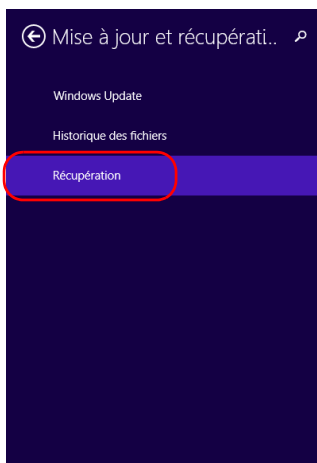 Mise à jour et récupérati..
Windows Update
Historique des fichiers
Récupération